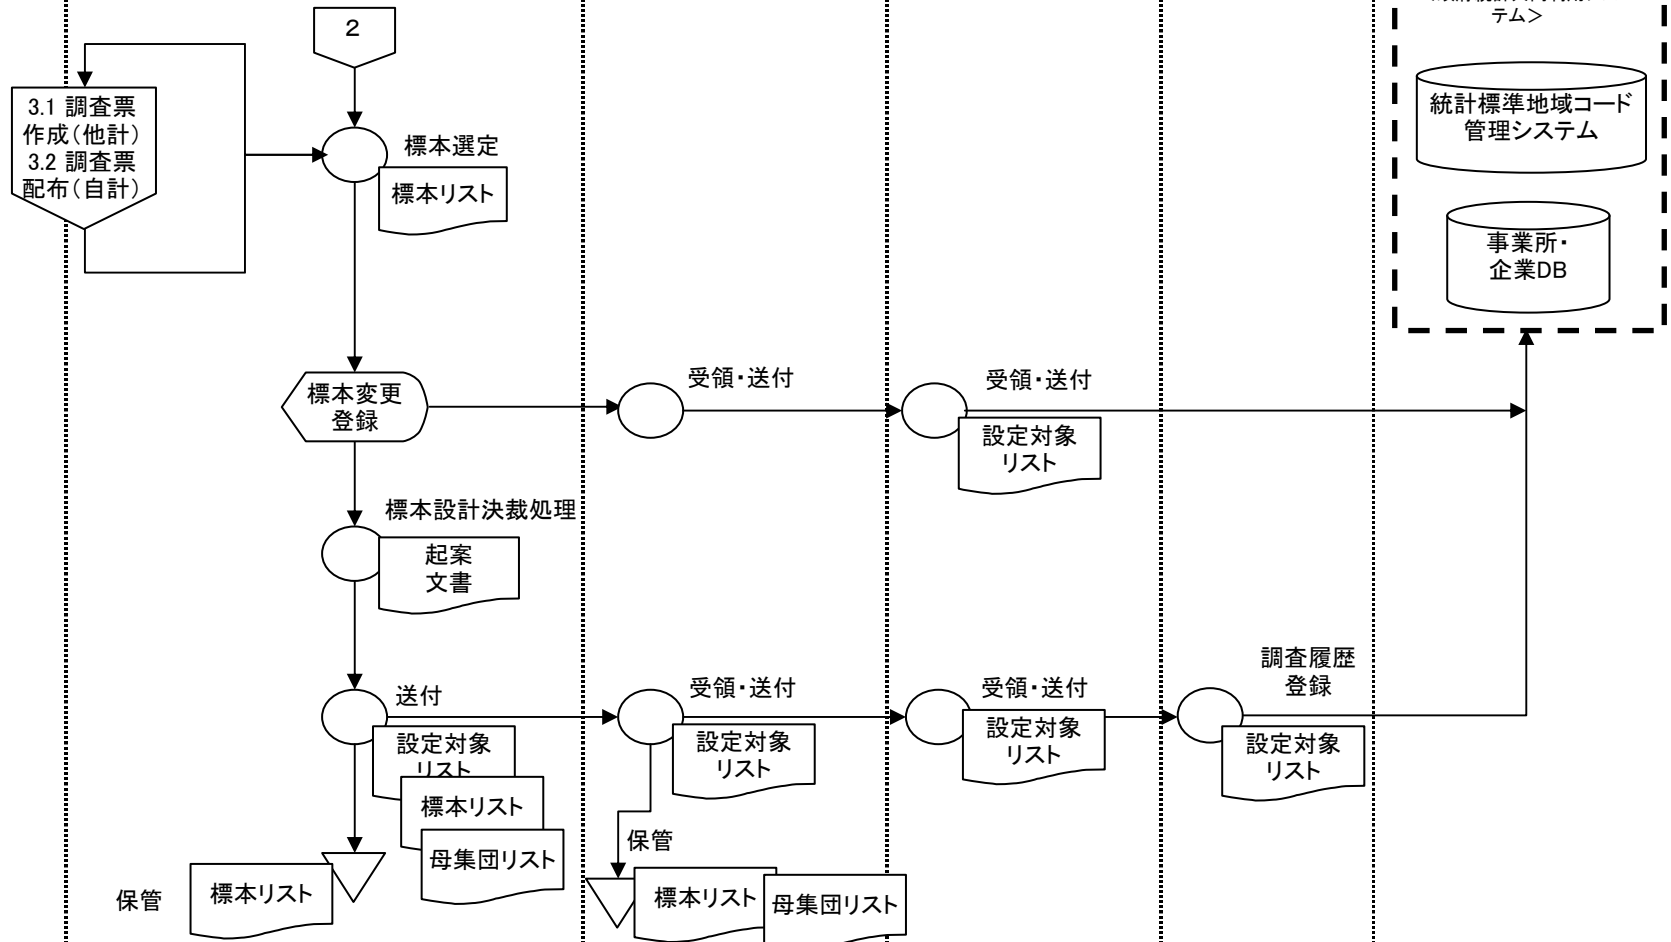 テム＞
2
統計標準地域コード
管理システム
3.1 調査票
作成（他計）
3.2 調査票
配布（自計）
標本選定
標本リスト
事業所・
企業DB
標本変更
登録
受領・送付
受領・送付
設定対象
リスト
標本設計決裁処理
起案
文書
調査履歴
登録
送付
受領・送付
受領・送付
設定対象
リスト
設定対象
リスト
設定対象
リスト
設定対象
リスト
標本リスト
母集団リスト
保管
保管
標本リスト
標本リスト
母集団リスト